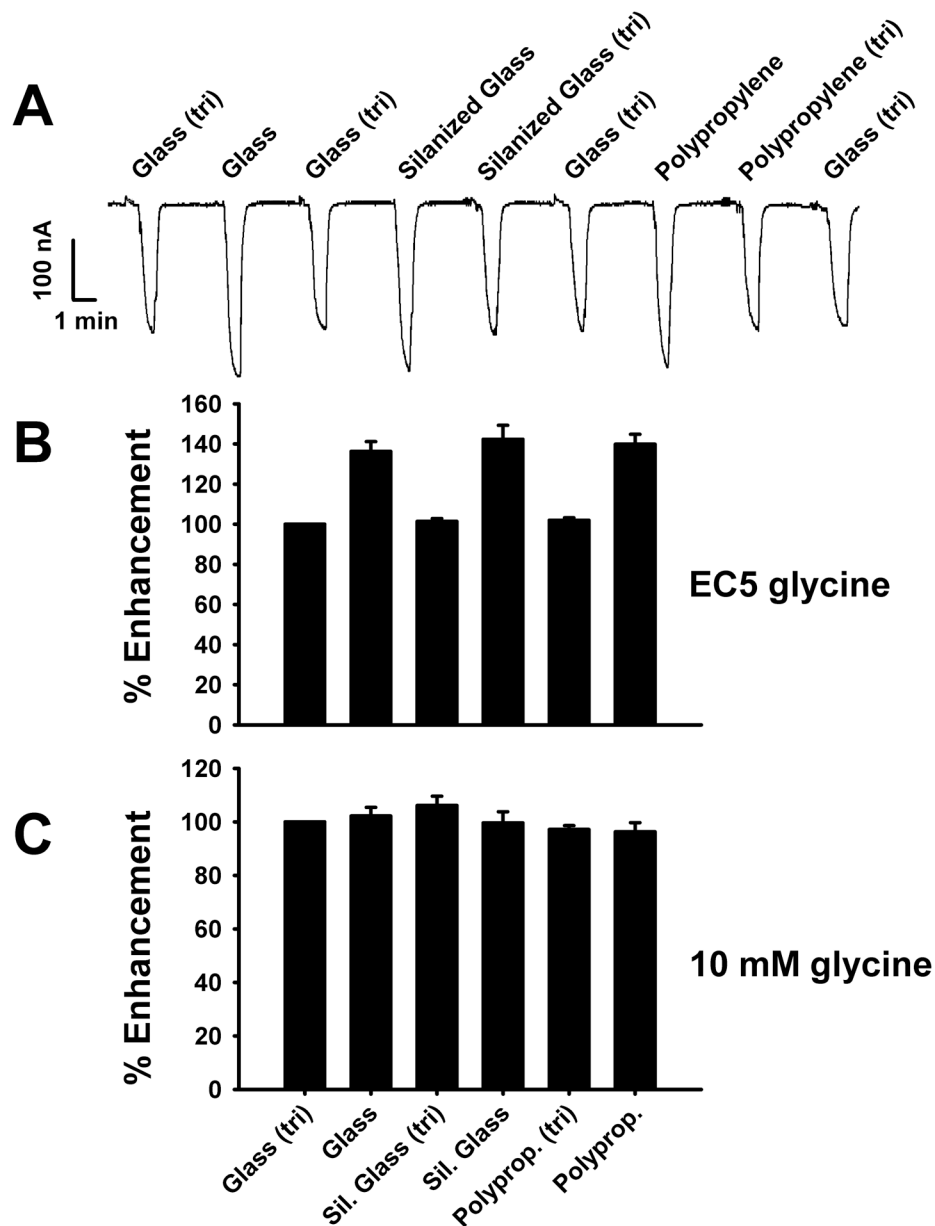 A
Glass (tri)
Glass
Glass (tri)
Silanized Glass
Silanized Glass (tri)
Glass (tri)
Polypropylene
Polypropylene (tri)
Glass (tri)
100 nA
1 min
B
% Enhancement
160
140
120
100
80
60
40
20
0
EC5 glycine
C
% Enhancement
120
100
80
60
40
20
0
10 mM glycine
Glass (tri)
Glass
Sil. Glass (tri)
Sil. Glass
Polyprop. (tri)
Polyprop.